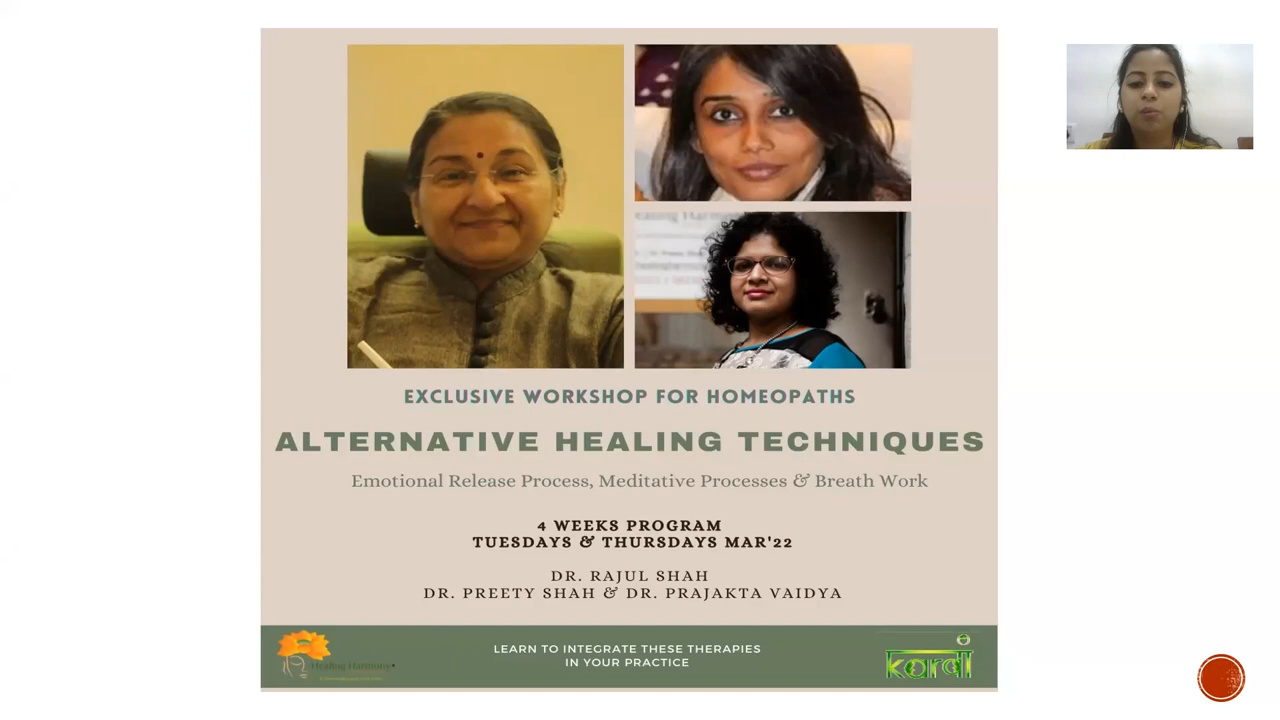 EXCLUSIVE WORKSHOP FOR HOMEOPATHS
ALTERNATIVE HEALING TECHNIQUES
Emotional Release Process, Meditative Processes & Breath Work
4 WEEKS PROGRAM
TUESDAYS & THURSDAYS MAR'22
DR. RAJUL SHAH
DR. PREETY SHAH & DR. PRAJAKTA VAIDYA
Healing Harmony
LEARN TO INTEGRATE THESE THERAPIES
IN YOUR PRACTICE